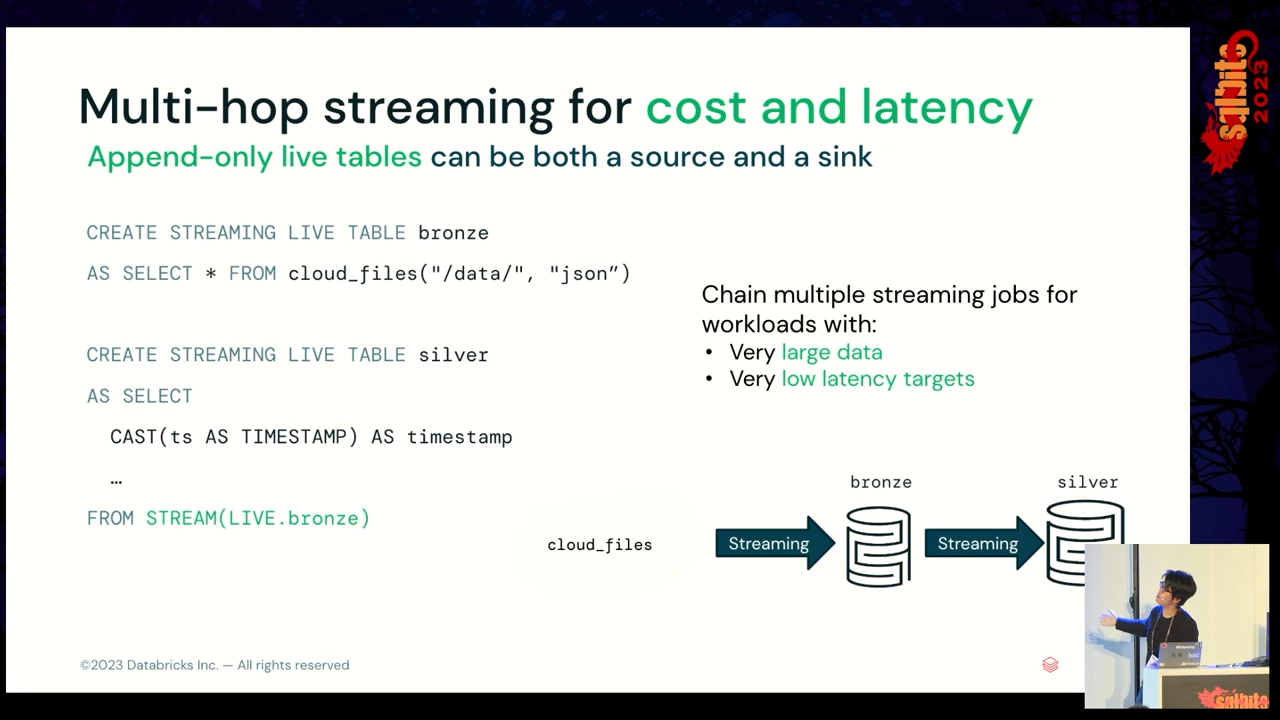 Multi-hop streaming for cost and latency
Append-only live tables can be both a source and a sink
CREATE STREAMING LIVE TABLE bronze
AS SELECT * FROM cloud_files("/data/", "json”)
CREATE STREAMING LIVE TABLE silver
AS SELECT
CAST(ts AS TIMESTAMP) AS timestamp
…
FROM STREAM(LIVE.bronze)
Chain multiple streaming jobs for
workloads with:
• Very large data
• Very low latency targets
cloud_files
Streaming
bronze
Streaming
silver
©2023 Databricks Inc. — All rights reserved
sqlbits
2023
sqlbits